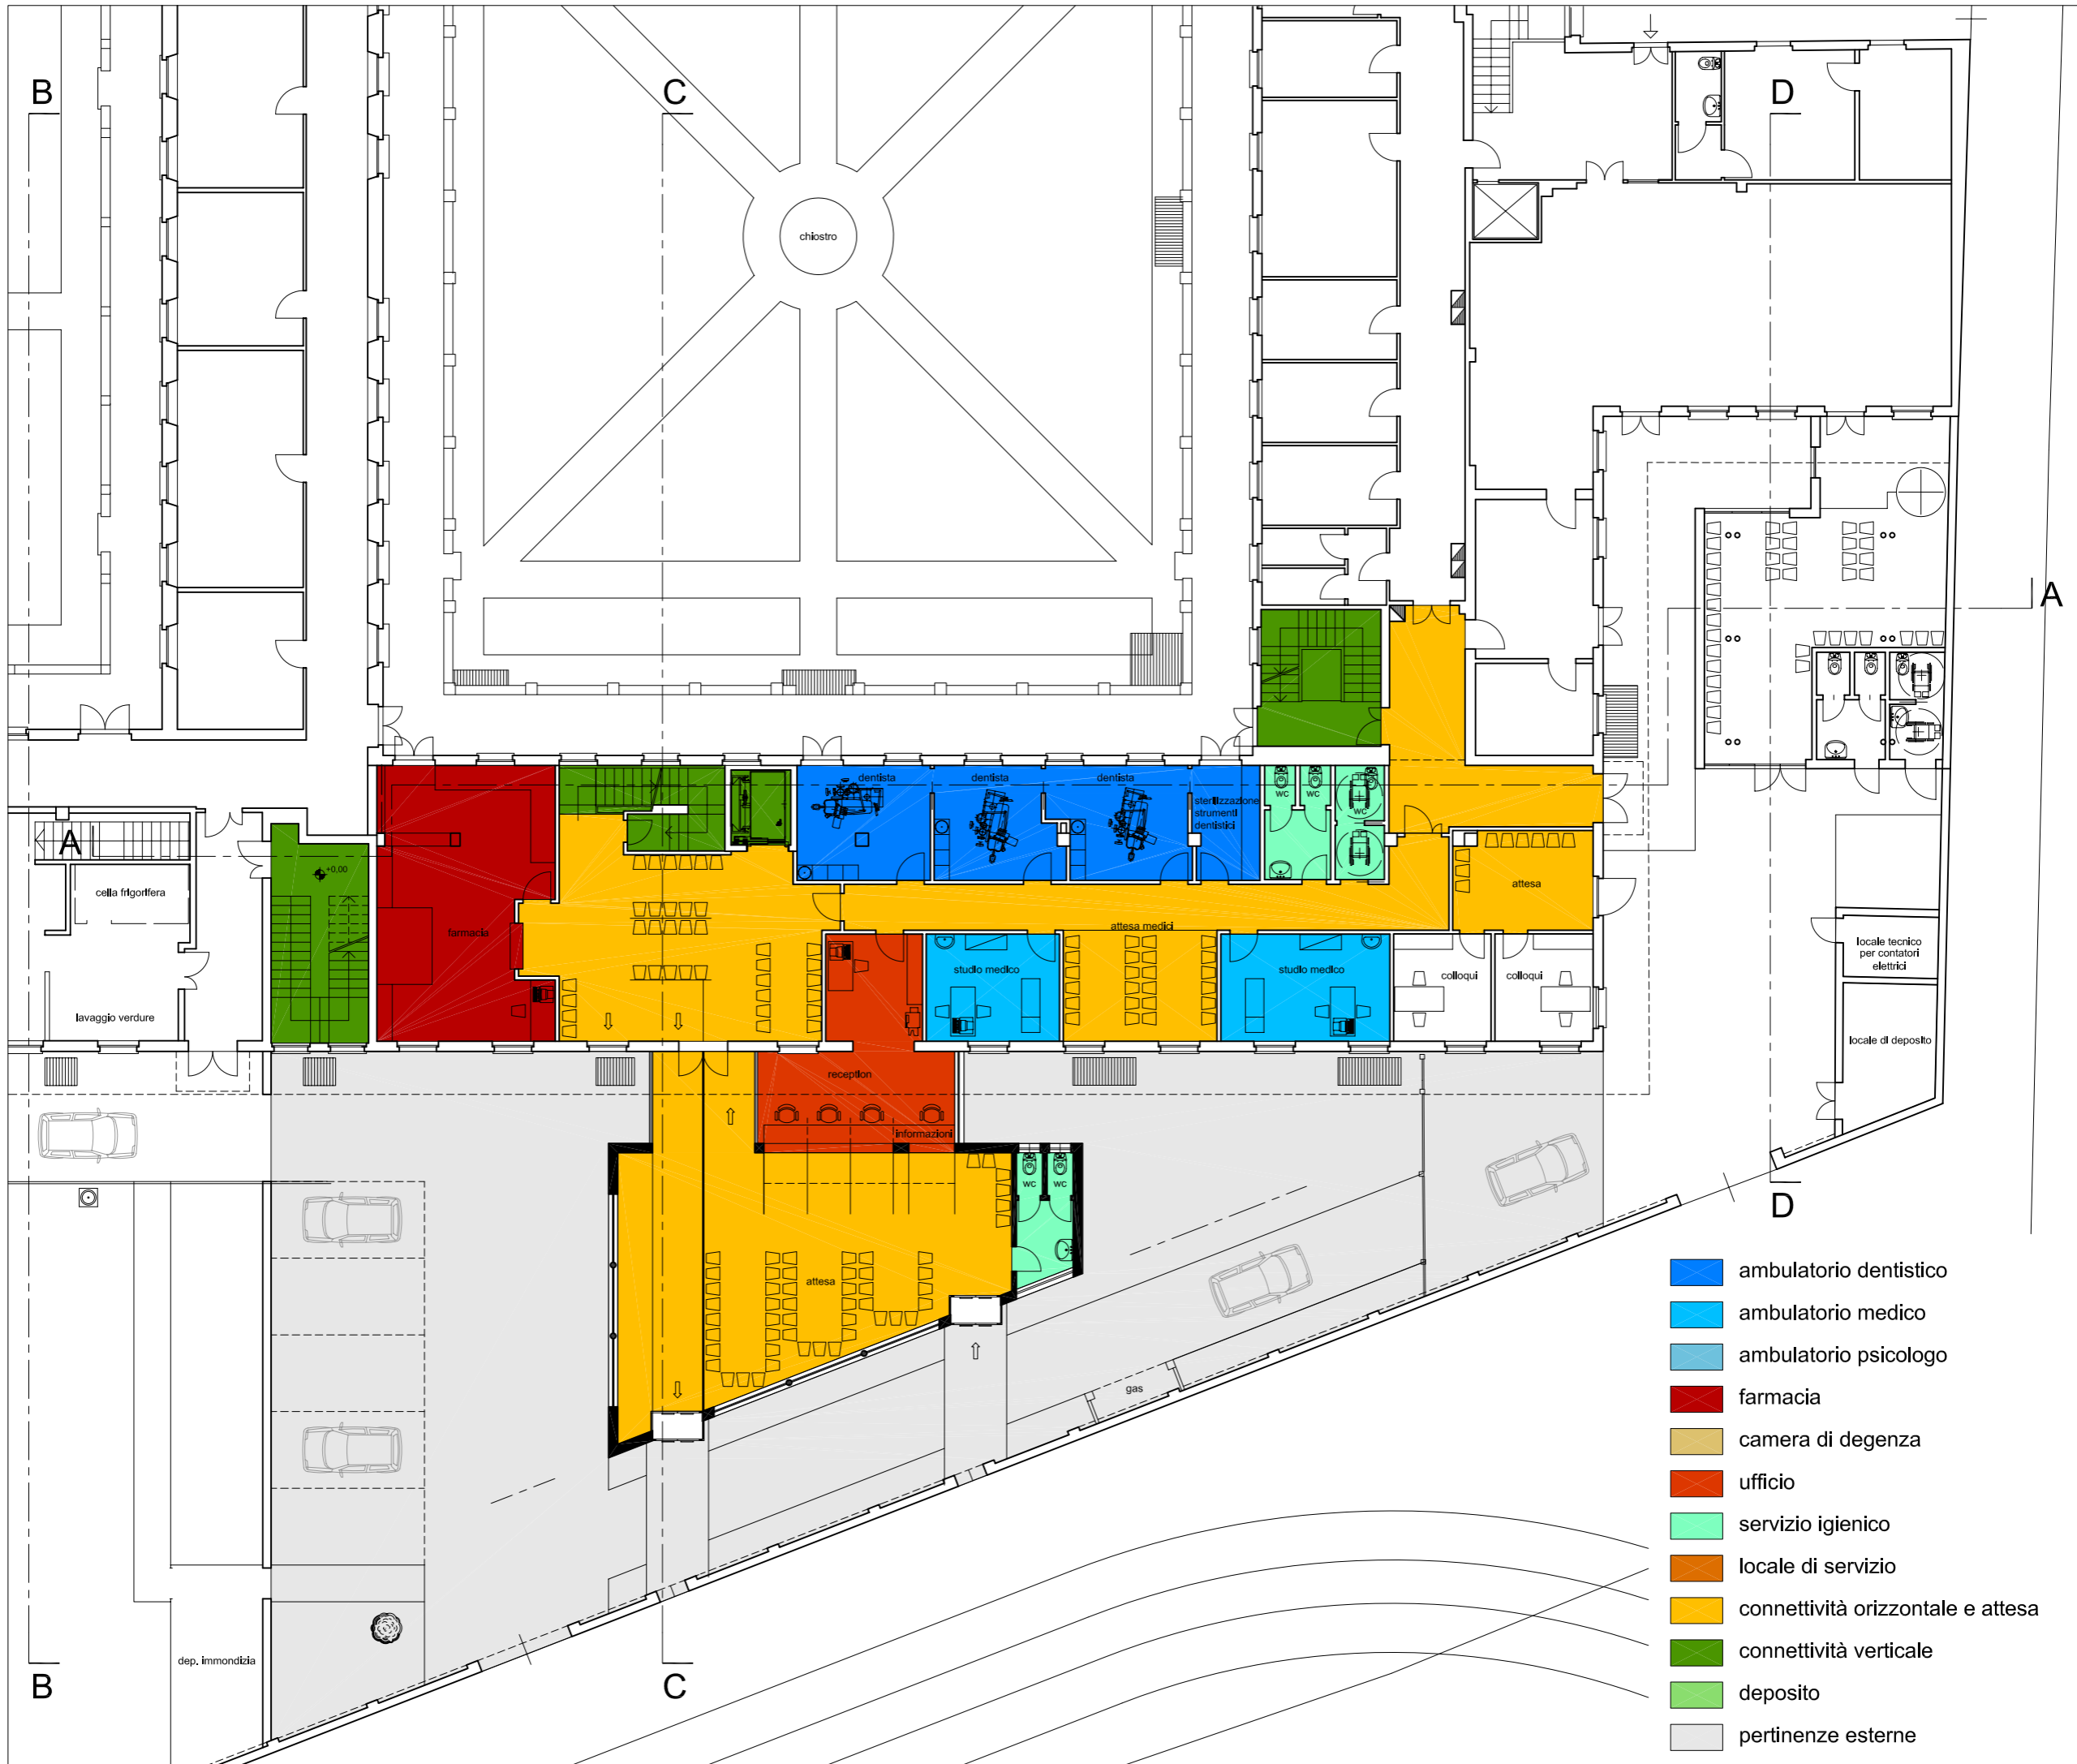 B
C
D
chiostro
A
dentista
dentista
dentista
sterilizzazione
strumenti
dentistici
wc
wc
wc
wc
A
+0,00
cella frigorifera
attesa
farmacia
attesa medici
locale tecnico
per contatori
elettrici
studio medico
studio medico
colloqui
colloqui
lavaggio verdure
locale di deposito
reception
informazioni
wc
wc
D
attesa
gas
dep. immondizia
B
C
ambulatorio dentistico
ambulatorio medico
ambulatorio psicologo
farmacia
camera di degenza
ufficio
servizio igienico
locale di servizio
connettività orizzontale e attesa
connettività verticale
deposito
pertinenze esterne